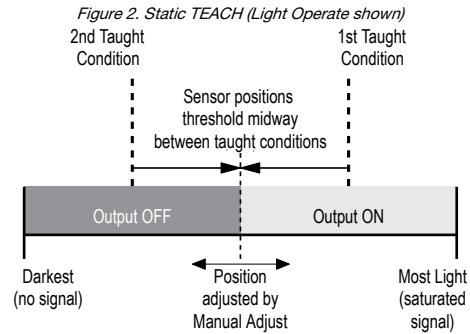 Figure 2. Static TEACH (Light Operate shown)
2nd Taught
Condition
1st Taught
Condition
Sensor positions
threshold midway
between taught conditions
Output OFF
Output ON
Darkest
(no signal)
Position
adjusted by
Manual Adjust
Most Light
(saturated
signal)